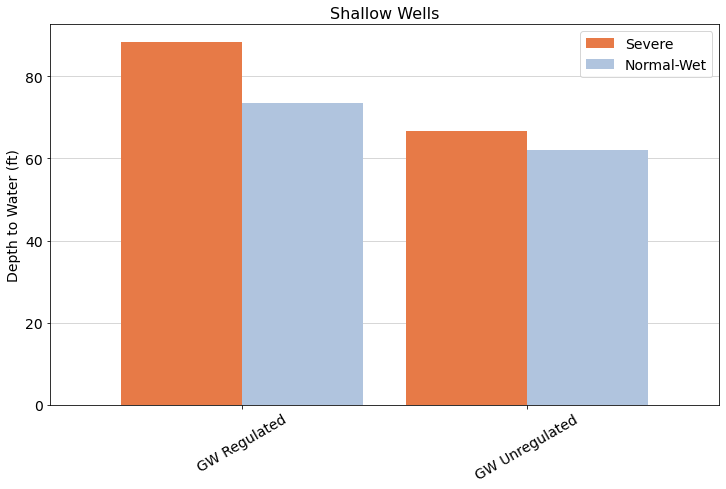 Shallow Wells
Severe
Normal-Wet
Depth to Water (ft)
80
60
40
20
0
GW Regulated
GW Unregulated